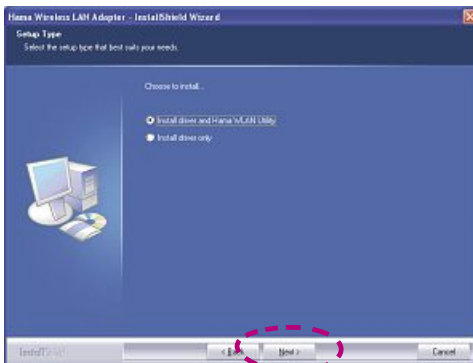 Hama Wireless LAN Adapter - InstallShield Wizard
Setup Type
Select the setup type that best suits your needs.
Choose to install...
Install driver and Hama WLAN Utility
Install driver only
InstallShield
< Back
Next >
Cancel